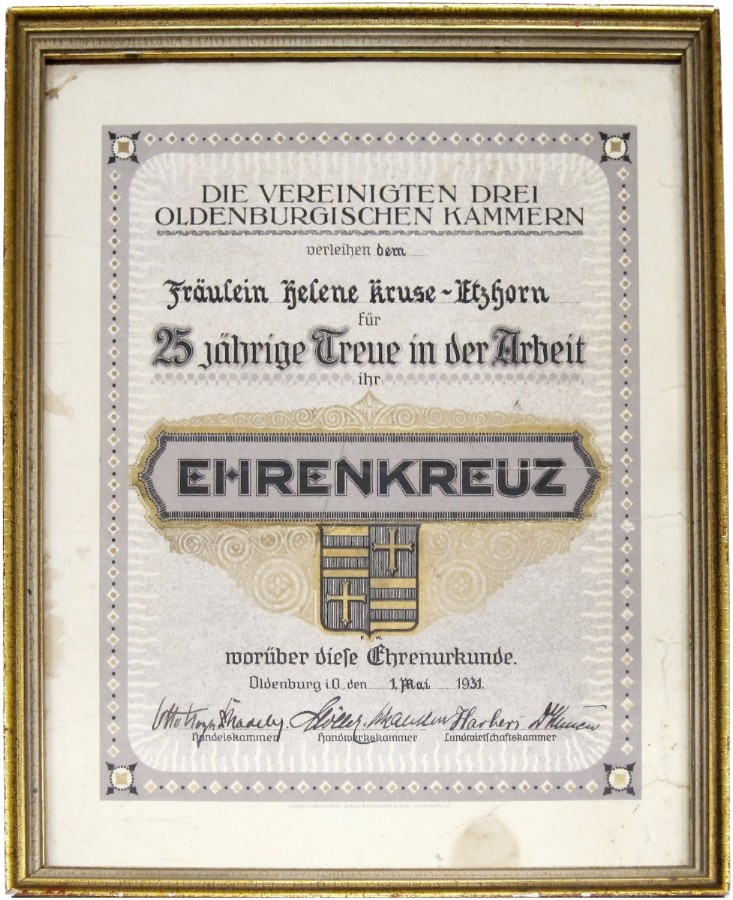 DIE VEREINIGTEN DREI
OLDENBURGISCHEN KAMMERN
verleihen dem
Fräulein Helene Kruse-Etzhorn
für
25 jährige Treue in der Arbeit
ihr
EHRENKREUZ
worüber diese Ehrenurkunde.
Oldenburg i.O., den 1. Mai 1931
Handelskammer Handwerkskammer Landwirtschaftskammer